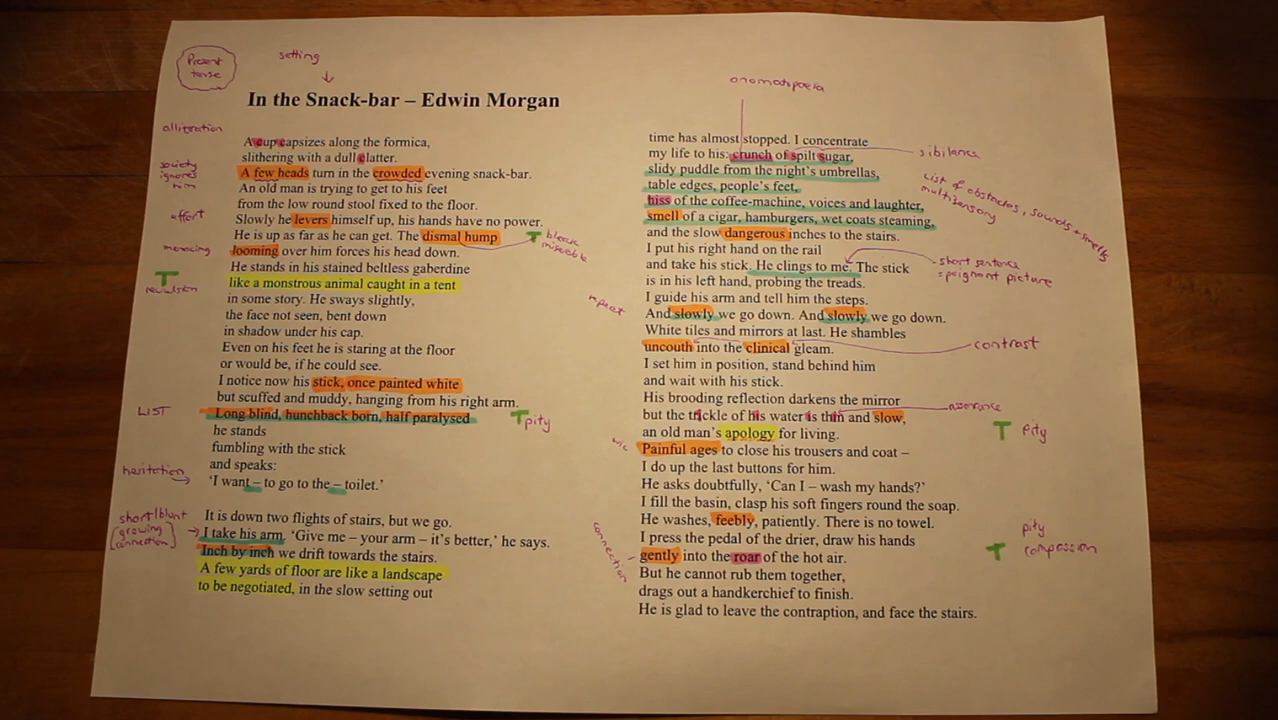 Present
tense
setting
In the Snack-bar – Edwin Morgan
alliteration
A cup capsizes along the formica,
slithering with a dull clatter.
society
ignores
him
A few heads turn in the crowded evening snack-bar.
An old man is trying to get to his feet
from the low round stool fixed to the floor.
effort
Slowly he levers himself up, his hands have no power.
He is up as far as he can get. The dismal hump
T bleak
miserable
menacing
looming over him forces his head down.
He stands in his stained beltless gaberdine
T
revulsion
like a monstrous animal caught in a tent
in some story. He sways slightly,
the face not seen, bent down
in shadow under his cap.
Even on his feet he is staring at the floor
or would be, if he could see.
I notice now his stick, once painted white
but scuffed and muddy, hanging from his right arm.
LIST
Long blind, hunchback born, half paralysed
T pity
he stands
fumbling with the stick
and speaks:
hesitation
'I want – to go to the – toilet.'
short/blunt
(growing
connection)
It is down two flights of stairs, but we go.
I take his arm. 'Give me – your arm – it's better,' he says.
Inch by inch we drift towards the stairs.
A few yards of floor are like a landscape
to be negotiated, in the slow setting out
onomatopoeia
time has almost stopped. I concentrate
my life to his: crunch of spilt sugar,
sibilance
slidy puddle from the night's umbrellas,
table edges, people's feet,
hiss of the coffee-machine, voices and laughter,
smell of a cigar, hamburgers, wet coats steaming,
List of obstacles, sounds + smells
multisensory
and the slow dangerous inches to the stairs.
I put his right hand on the rail
and take his stick. He clings to me. The stick
short sentence
= poignant picture
is in his left hand, probing the treads.
I guide his arm and tell him the steps.
repeat
And slowly we go down. And slowly we go down.
White tiles and mirrors at last. He shambles
uncouth into the clinical gleam.
contrast
I set him in position, stand behind him
and wait with his stick.
His brooding reflection darkens the mirror
but the trickle of his water is thin and slow,
assonance
an old man's apology for living.
T pity
w/c
Painful ages to close his trousers and coat –
I do up the last buttons for him.
He asks doubtfully, 'Can I – wash my hands?'
I fill the basin, clasp his soft fingers round the soap.
He washes, feebly, patiently. There is no towel.
I press the pedal of the drier, draw his hands
T pity
compassion
connection
gently into the roar of the hot air.
But he cannot rub them together,
drags out a handkerchief to finish.
He is glad to leave the contraption, and face the stairs.